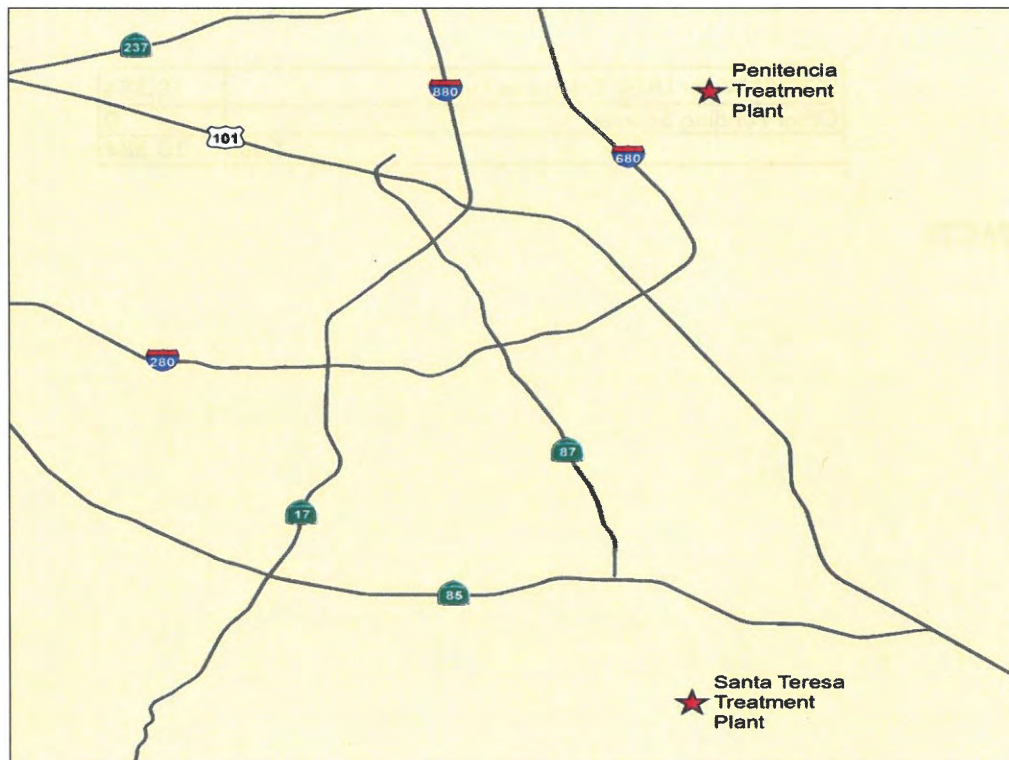 237
880
Penitencia
Treatment
Plant
101
680
280
87
17
85
Santa Teresa
Treatment
Plant